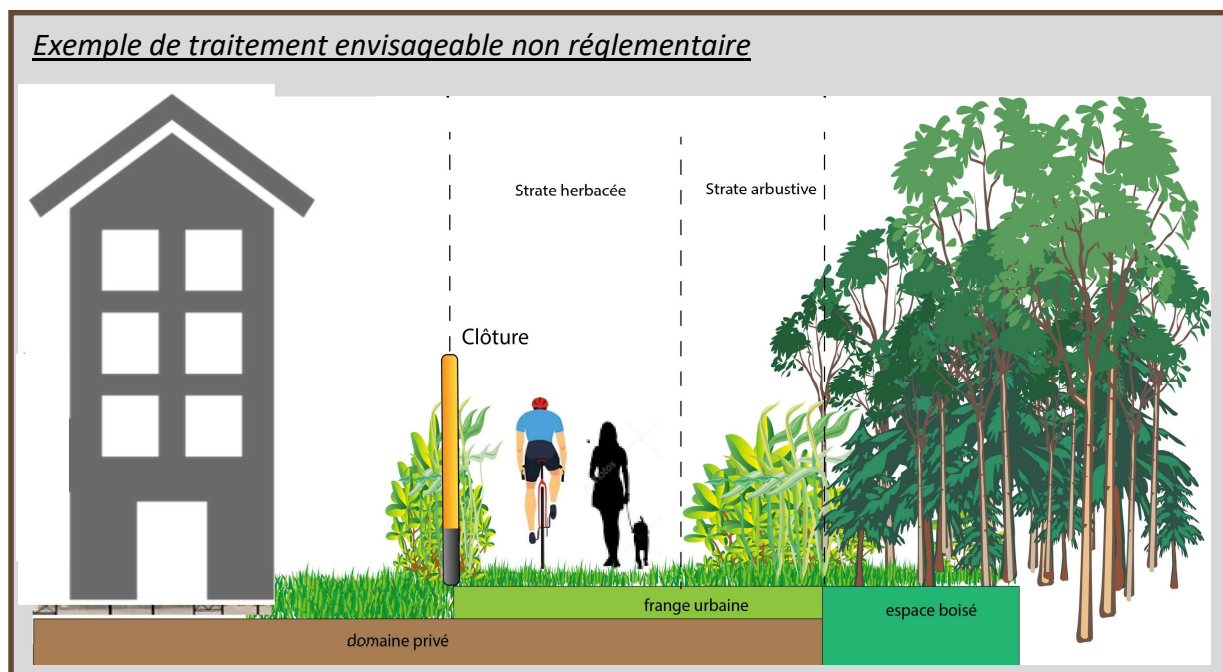 Exemple de traitement envisageable non réglementaire
Strate herbacée
Strate arbustive
Clôture
frange urbaine
espace boisé
domaine privé